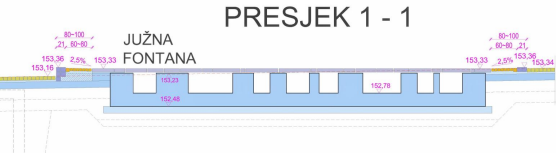 PRESJEK 1 - 1
80-100
21 60-80
153,36 2,5% 153,33
153,16
JUŽNA
FONTANA
80-100
60-80 21
153,33 2,5% 153,36 153,34
153,23
152,48
152,78